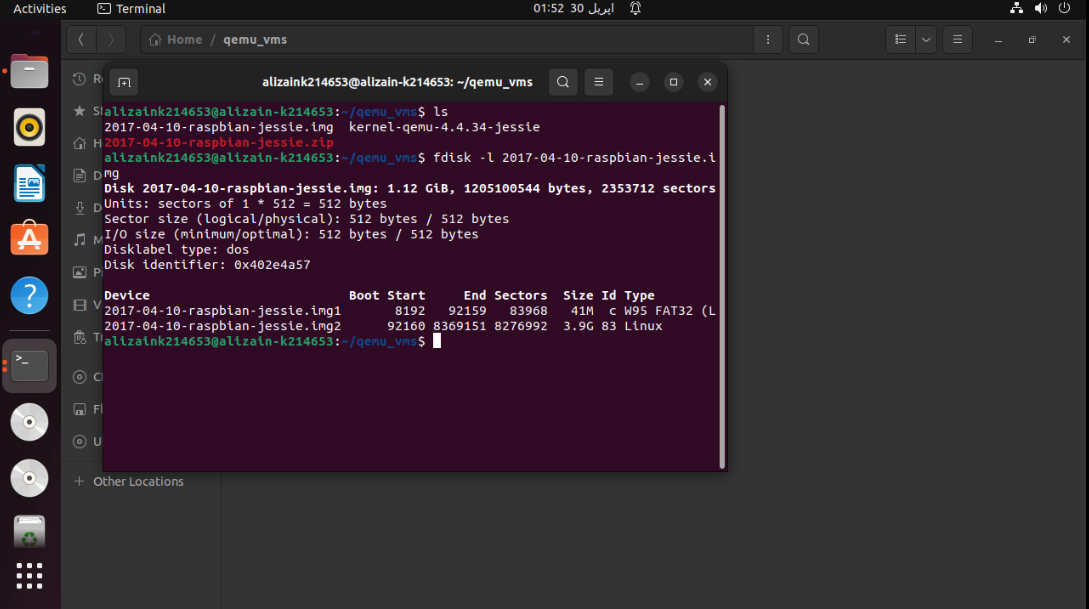 Activities
Terminal
01:52 اپریل 30
Home / qemu_vms
alizaink214653@alizain-k214653: ~/qemu_vms
alizaink214653@alizain-k214653:~/qemu_vms$ ls
2017-04-10-raspbian-jessie.img  kernel-qemu-4.4.34-jessie
2017-04-10-raspbian-jessie.zip
alizaink214653@alizain-k214653:~/qemu_vms$ fdisk -l 2017-04-10-raspbian-jessie.i
mg
Disk 2017-04-10-raspbian-jessie.img: 1.12 GiB, 1205100544 bytes, 2353712 sectors
Units: sectors of 1 * 512 = 512 bytes
Sector size (logical/physical): 512 bytes / 512 bytes
I/O size (minimum/optimal): 512 bytes / 512 bytes
Disklabel type: dos
Disk identifier: 0x402e4a57
Device                          Boot Start     End Sectors  Size Id Type
2017-04-10-raspbian-jessie.img1       8192   92159   83968   41M  c W95 FAT32 (L
2017-04-10-raspbian-jessie.img2      92160 8369151 8276992  3.9G 83 Linux
alizaink214653@alizain-k214653:~/qemu_vms$
Other Locations